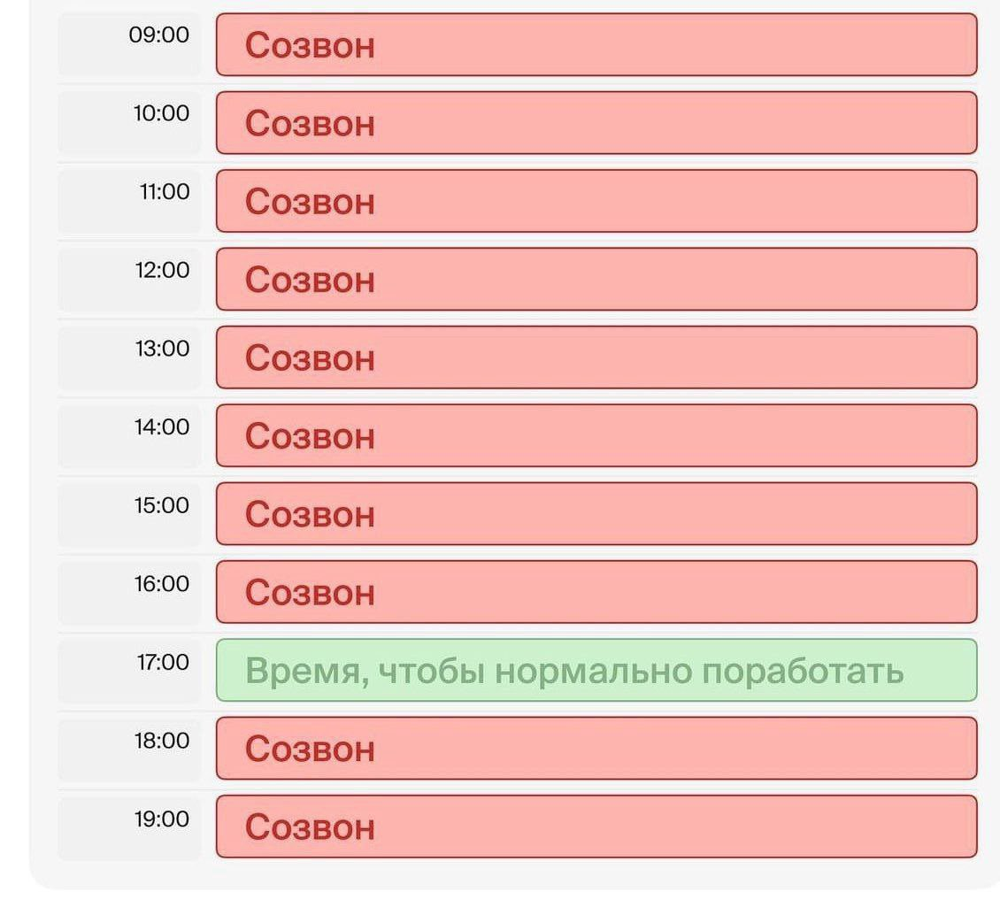 09:00 Созвон
10:00 Созвон
11:00 Созвон
12:00 Созвон
13:00 Созвон
14:00 Созвон
15:00 Созвон
16:00 Созвон
17:00 Время, чтобы нормально поработать
18:00 Созвон
19:00 Созвон